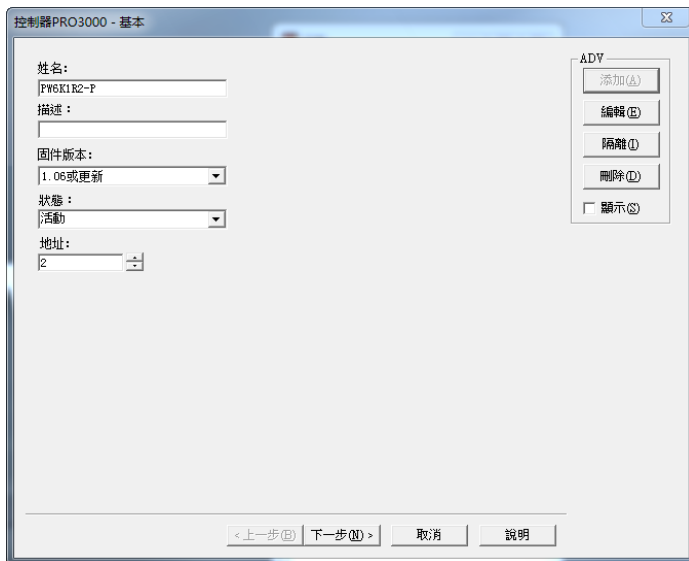 控制器PRO3000 - 基本
姓名:
PW6K1R2-P
描述：
固件版本:
1.06或更新
狀態：
活動
地址:
2
ADV
添加(A)
編輯(E)
隔離(I)
刪除(D)
顯示(S)
<上一步(B)
下一步(N) >
取消
說明